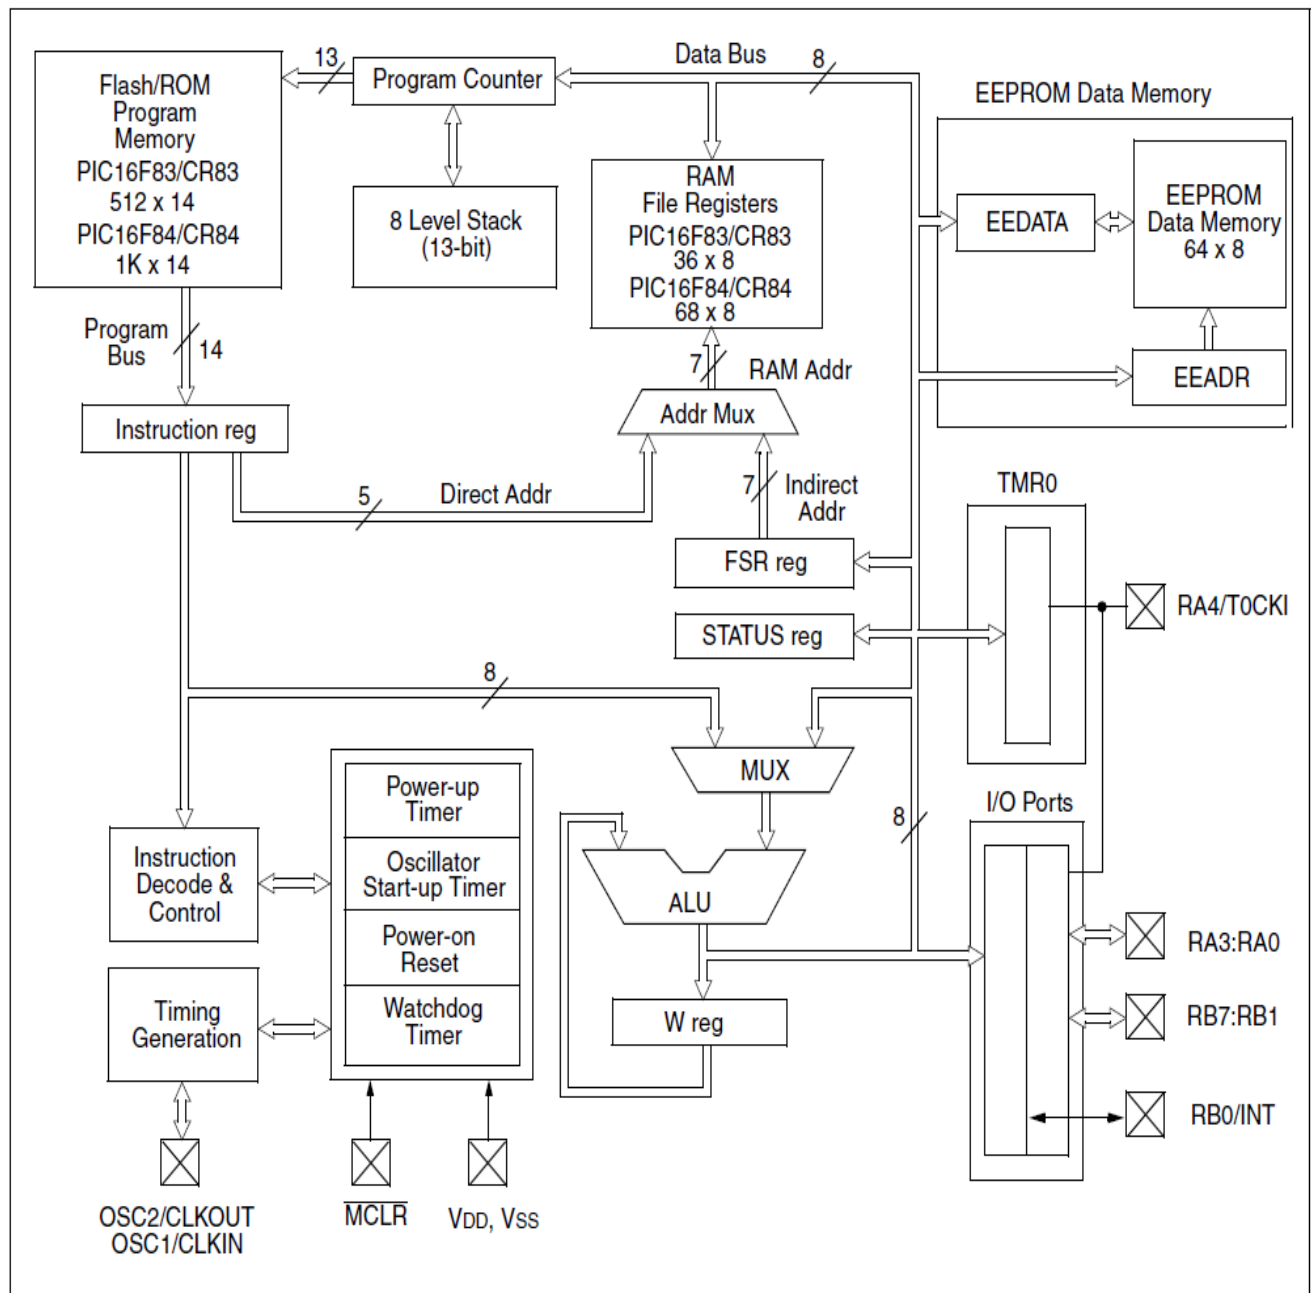 Flash/ROM
Program
Memory
PIC16F83/CR83
512 x 14
PIC16F84/CR84
1K x 14
13
Program Counter
Data Bus
8
EEPROM Data Memory
8 Level Stack
(13-bit)
RAM
File Registers
PIC16F83/CR83
36 x 8
PIC16F84/CR84
68 x 8
EEDATA
EEPROM
Data Memory
64 x 8
EEADR
Program
Bus
14
7
RAM Addr
Addr Mux
Instruction reg
5
Direct Addr
7
Indirect
Addr
FSR reg
STATUS reg
TMR0
RA4/T0CKI
8
MUX
Power-up
Timer
Oscillator
Start-up Timer
Power-on
Reset
Watchdog
Timer
Instruction
Decode &
Control
Timing
Generation
ALU
8
W reg
I/O Ports
RA3:RA0
RB7:RB1
RB0/INT
OSC2/CLKOUT
OSC1/CLKIN
MCLR
VDD, VSS